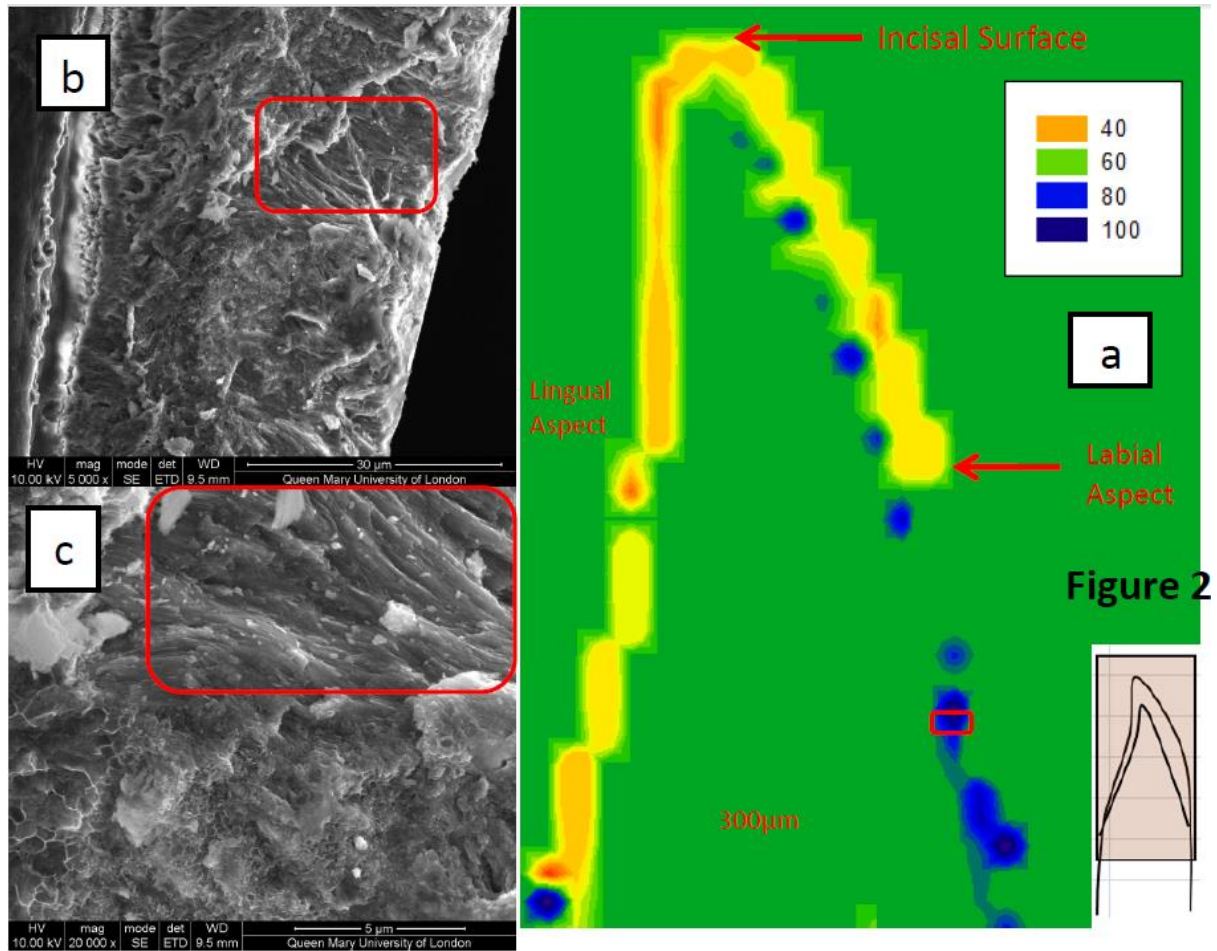 b
HV mag mode det WD 30 µm
10.00 kV 5 000 x SE ETD 9.5 mm Queen Mary University of London
c
HV mag mode det WD 5 µm
10.00 kV 20 000 x SE ETD 9.5 mm Queen Mary University of London
Incisal Surface
40
60
80
100
a
Lingual
Aspect
Labial
Aspect
Figure 2
300µm